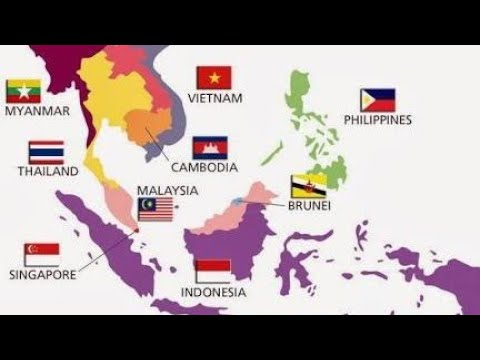 VIETNAM
MYANMAR
PHILIPPINES
THAILAND
CAMBODIA
MALAYSIA
BRUNEI
SINGAPORE
INDONESIA